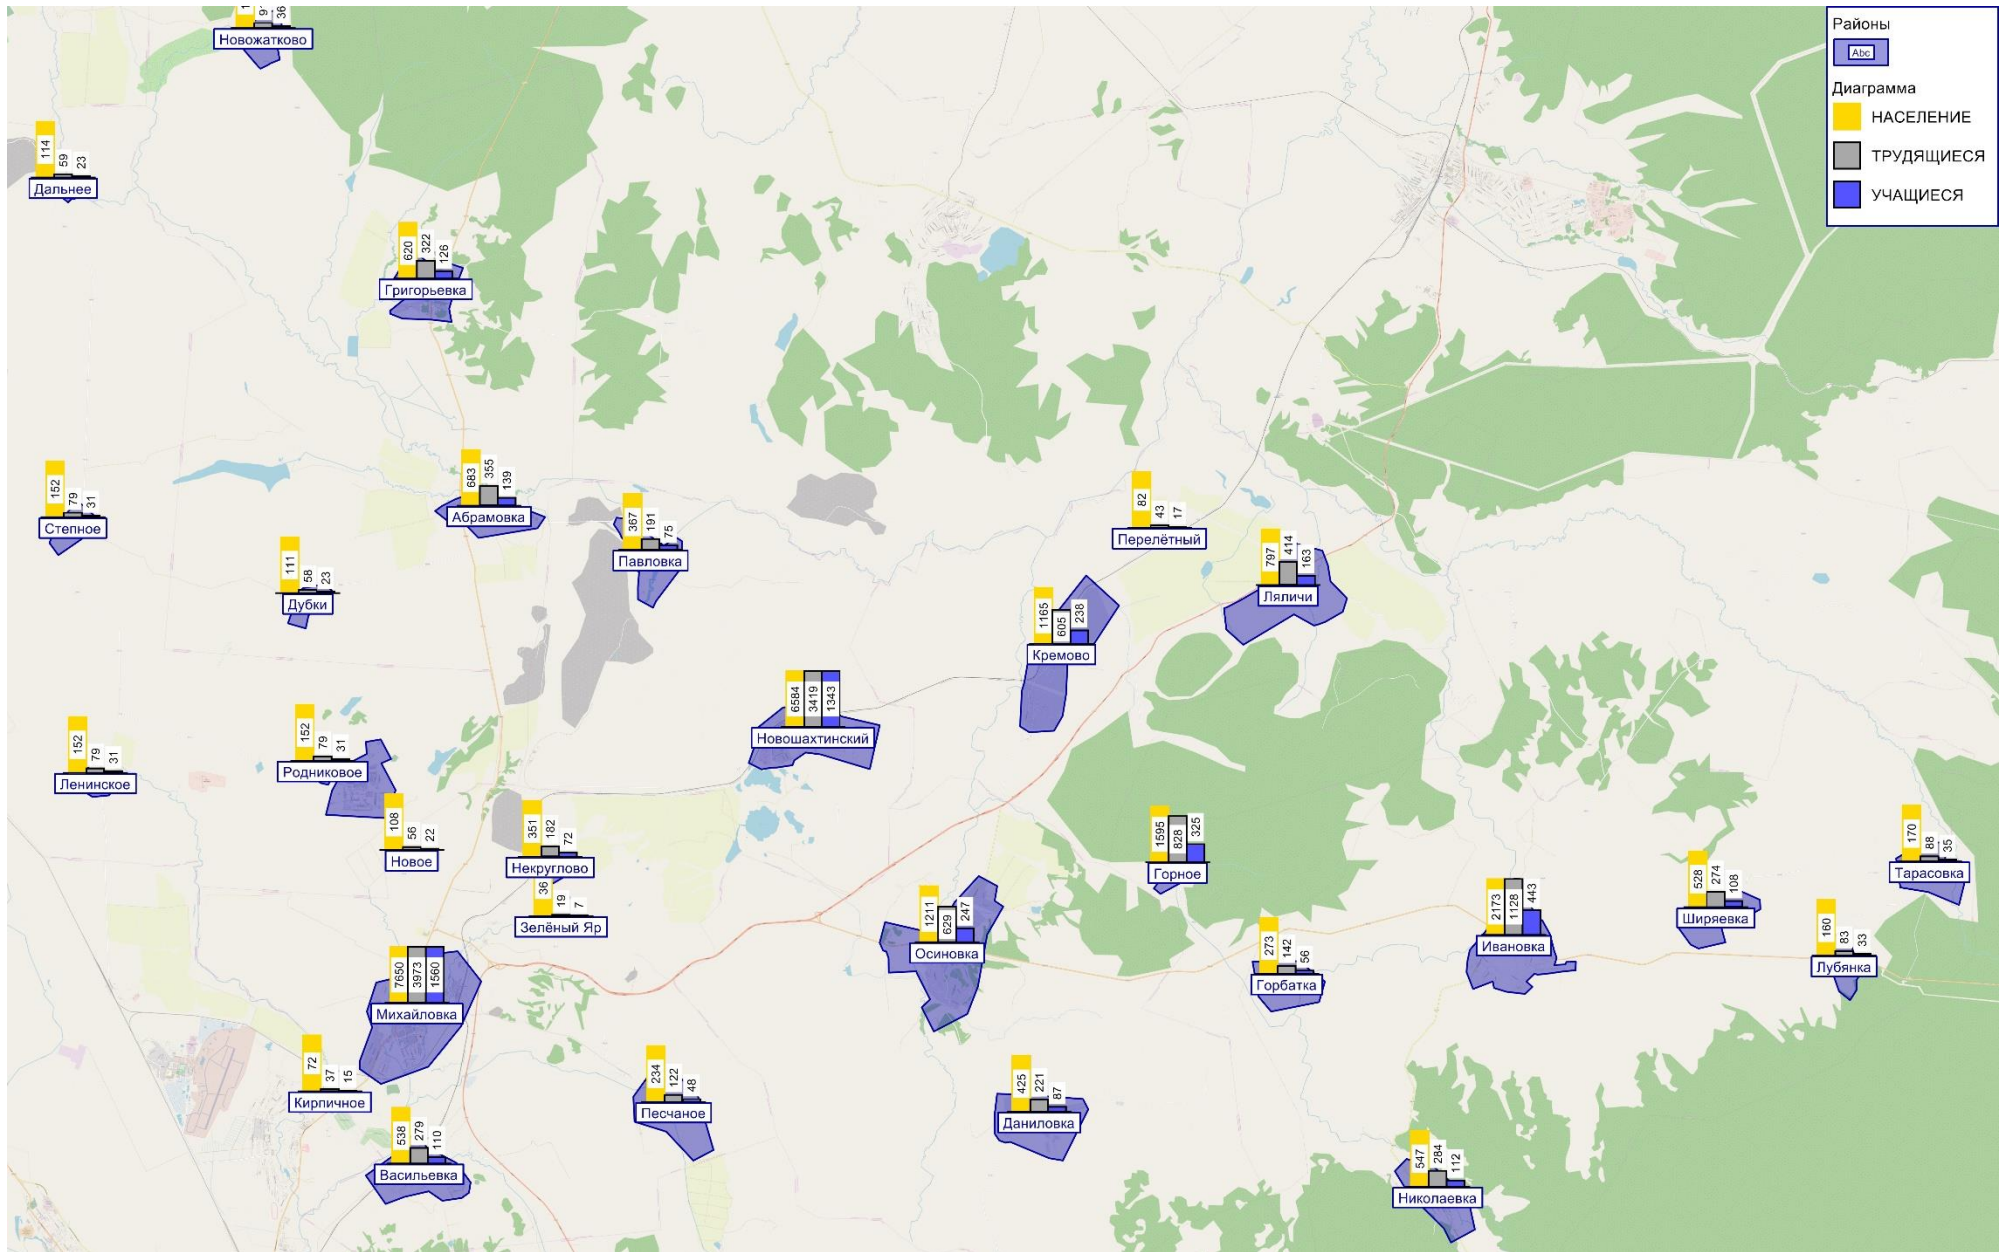 36
Новожатково
Районы
Abc
Диаграмма
НАСЕЛЕНИЕ
ТРУДЯЩИЕСЯ
УЧАЩИЕСЯ
114 59 23
Дальнее
620 322 126
Григорьевка
683 355 139
Абрамовка
152 79 31
Степное
367 191 75
Павловка
82 43 17
Перелётный
111 58 23
Дубки
797 414 163
Ляличи
1165 605 238
Кремово
6584 3419 1343
Новошахтинский
152 79 31
Родниковое
152 79 31
Ленинское
108 56 22
Новое
351 182 72
Некруглово
1595 828 325
Горное
170 88 35
Тарасовка
36 19 7
Зелёный Яр
528 274 108
Ширяевка
1211 629 247
Осиновка
2173 1128 443
Ивановка
160 83 33
Лубянка
273 142 56
Горбатка
7650 3973 1560
Михайловка
72 37 15
Кирпичное
234 122 48
Песчаное
425 221 87
Даниловка
538 279 110
Васильевка
547 284 112
Николаевка